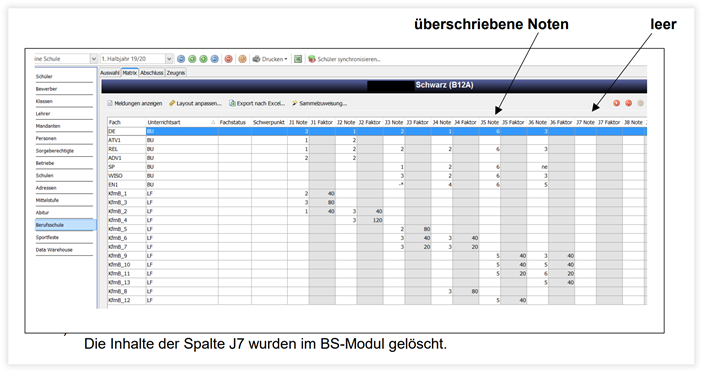 überschriebene Noten leer
ine Schule 1. Halbjahr 19/20 Drucken Schüler synchronisieren...
Auswahl Matrix Abschluss Zeugnis
Schwarz (B12A)
Meldungen anzeigen Layout anpassen... Export nach Excel... Sammelzuweisung...
Schüler
Bewerber
Klassen
Lehrer
Mandanten
Personen
Sorgeberechtigte
Betriebe
Schulen
Adressen
Mittelstufe
Abitur
Berufsschule
Sportfeste
Data Warehouse
Fach Unterrichtsart Fachstatus Schwerpunkt J1 Note J1 Faktor J2 Note J2 Faktor J3 Note J3 Faktor J4 Note J4 Faktor J5 Note J5 Faktor J6 Note J6 Faktor J7 Note J7 Faktor J8 Note
DE BU 3 1 2 1 6 3
ATV1 BU 1 2
REL BU 1 2 2 2 6 3
ADV1 BU 2 2
SP BU 1 2 6 ne
WISO BU 3 2 6 3
EN1 BU -* 4 6 5
KfmB_1 LF 2 40
KfmB_3 LF 3 80
KfmB_2 LF 1 40 3 40
KfmB_4 LF 3 120
KfmB_5 LF 2 80
KfmB_6 LF 3 40 3 40
KfmB_7 LF 3 20 3 20
KfmB_9 LF 5 40 3 40
KfmB_10 LF 5 40 5 40
KfmB_11 LF 5 20 6 20
KfmB_13 LF 5 40
KfmB_8 LF 3 80
KfmB_12 LF 5 40
Die Inhalte der Spalte J7 wurden im BS-Modul gelöscht.